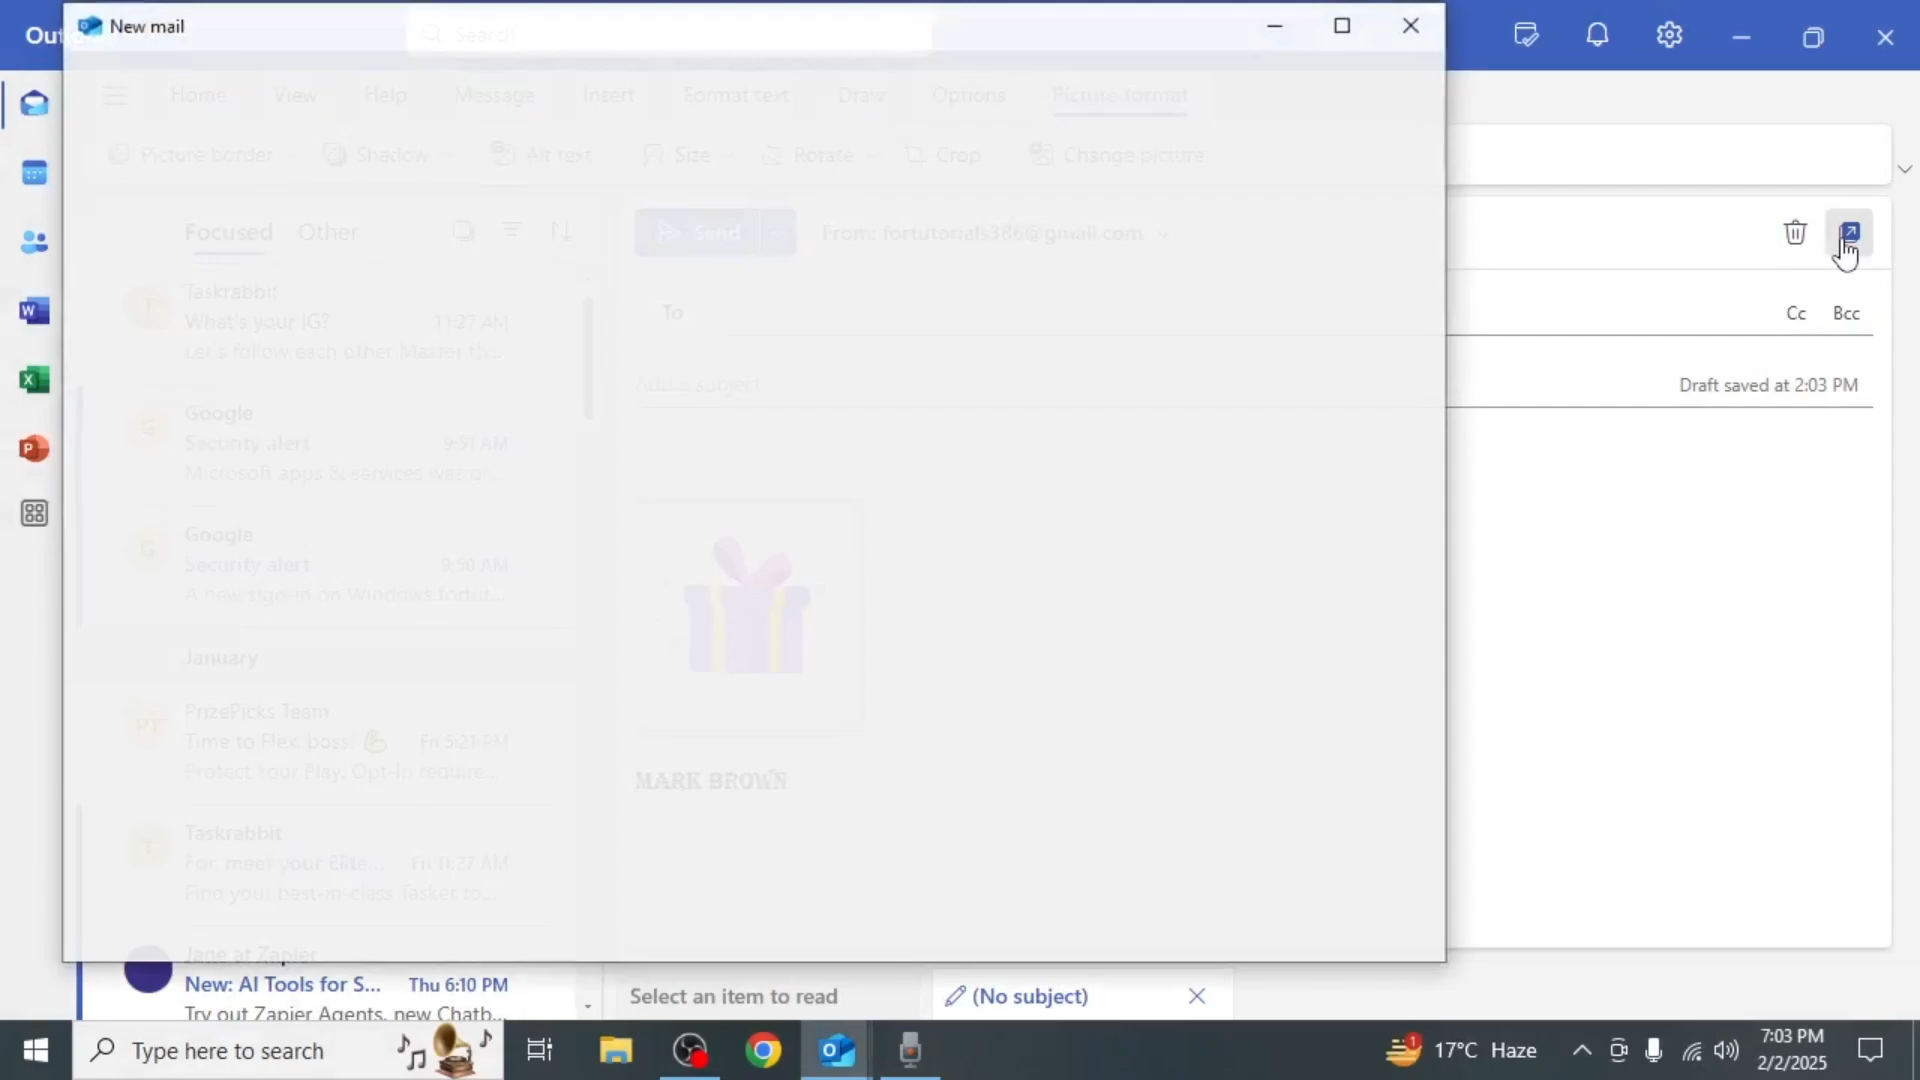 Outl
New mail
Search
Home View Help Message Insert Format text Draw Options Picture format
Picture border Shadow Alt text Size Rotate Crop Change picture
Focused Other
Send From: fortutorials386@gmail.com
Taskrabbit
What's your IG? 11:27 AM
Let's follow each other Master th...
To
Cc Bcc
Add a subject
Draft saved at 2:03 PM
Google
Security alert 9:51 AM
Microsoft apps & services was gr...
Google
Security alert 9:50 AM
A new sign-in on Windows fortut...
January
PrizePicks Team
Time to Flex, boss! Fri 5:21 PM
Protect Your Play. Opt-in require...
MARK BROWN
Taskrabbit
For, meet your Elite... Fri 11:27 AM
Find your best-in-class Tasker to...
Jane at Zapier
New: AI Tools for S... Thu 6:10 PM
Try out Zapier Agents, new Chatb...
Select an item to read
(No subject)
Type here to search
17°C Haze
7:03 PM
2/2/2025